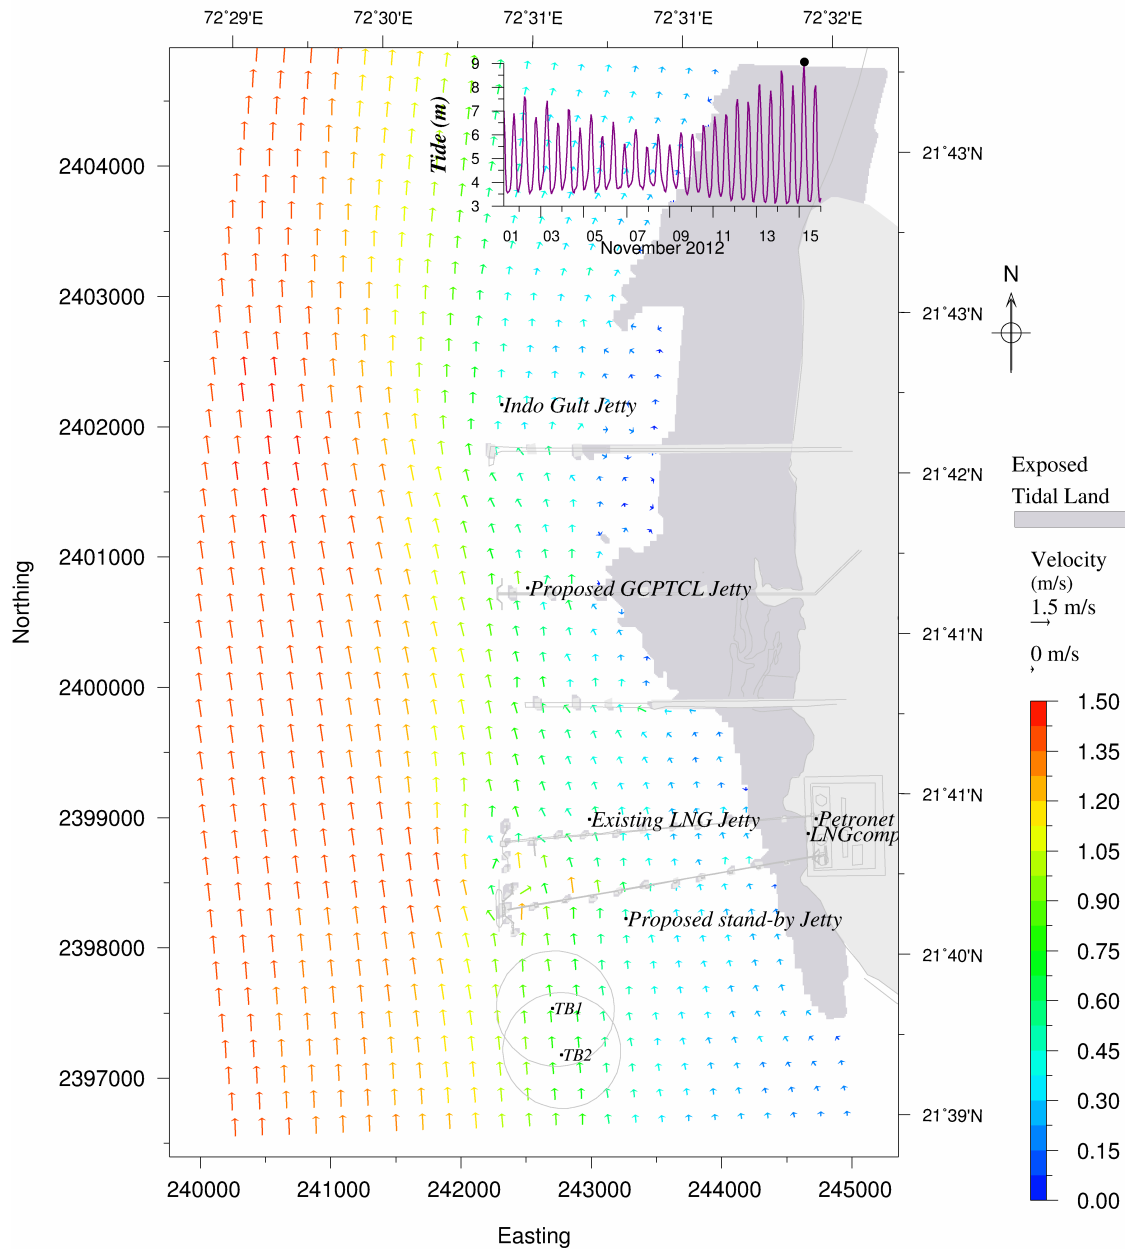 72°29'E 72°30'E 72°31'E 72°31'E 72°32'E
9
8
7
6
5
4
3
Tide (m)
01 03 05 07 09 11 13 15
November 2012
2404000
2403000
2402000
2401000
2400000
2399000
2398000
2397000
Northing
21°43'N
21°43'N
21°42'N
21°41'N
21°41'N
21°40'N
21°39'N
Indo Gult Jetty
Proposed GCPTCL Jetty
Existing LNG Jetty
Petronet
LNGcomp
Proposed stand-by Jetty
TB1
TB2
240000 241000 242000 243000 244000 245000
Easting
N
Exposed
Tidal Land
Velocity
(m/s)
1.5 m/s
0 m/s
1.50
1.35
1.20
1.05
0.90
0.75
0.60
0.45
0.30
0.15
0.00